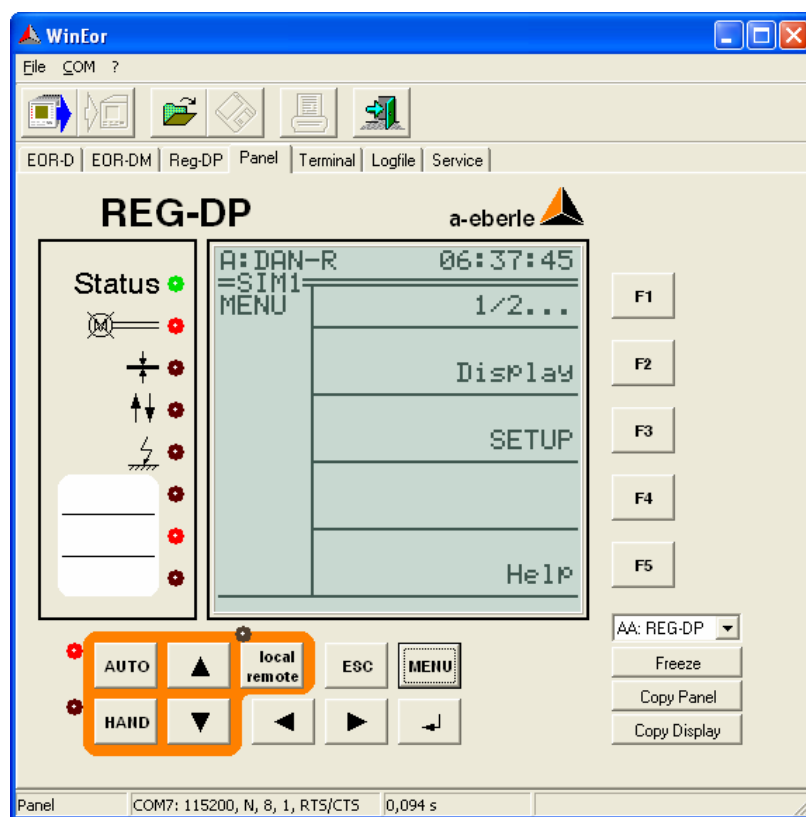 WinEor
File COM ?
EOR-D EOR-DM Reg-DP Panel Terminal Logfile Service
REG-DP a-eberle
Status
M
A:DAN-R 06:37:45
=SIM1=
MENU 1/2...
Display
SETUP
Help
F1
F2
F3
F4
F5
AUTO local remote ESC MENU
HAND
AA: REG-DP
Freeze
Copy Panel
Copy Display
Panel COM7: 115200, N, 8, 1, RTS/CTS 0,094 s